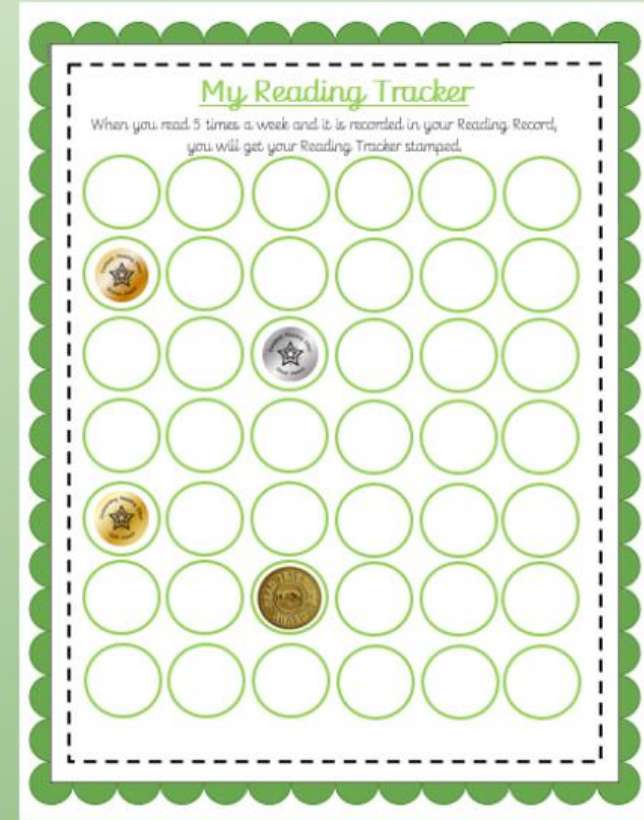 My Reading Tracker
When you read 5 times a week and it is recorded in your Reading Record,
you will get your Reading Tracker stamped.